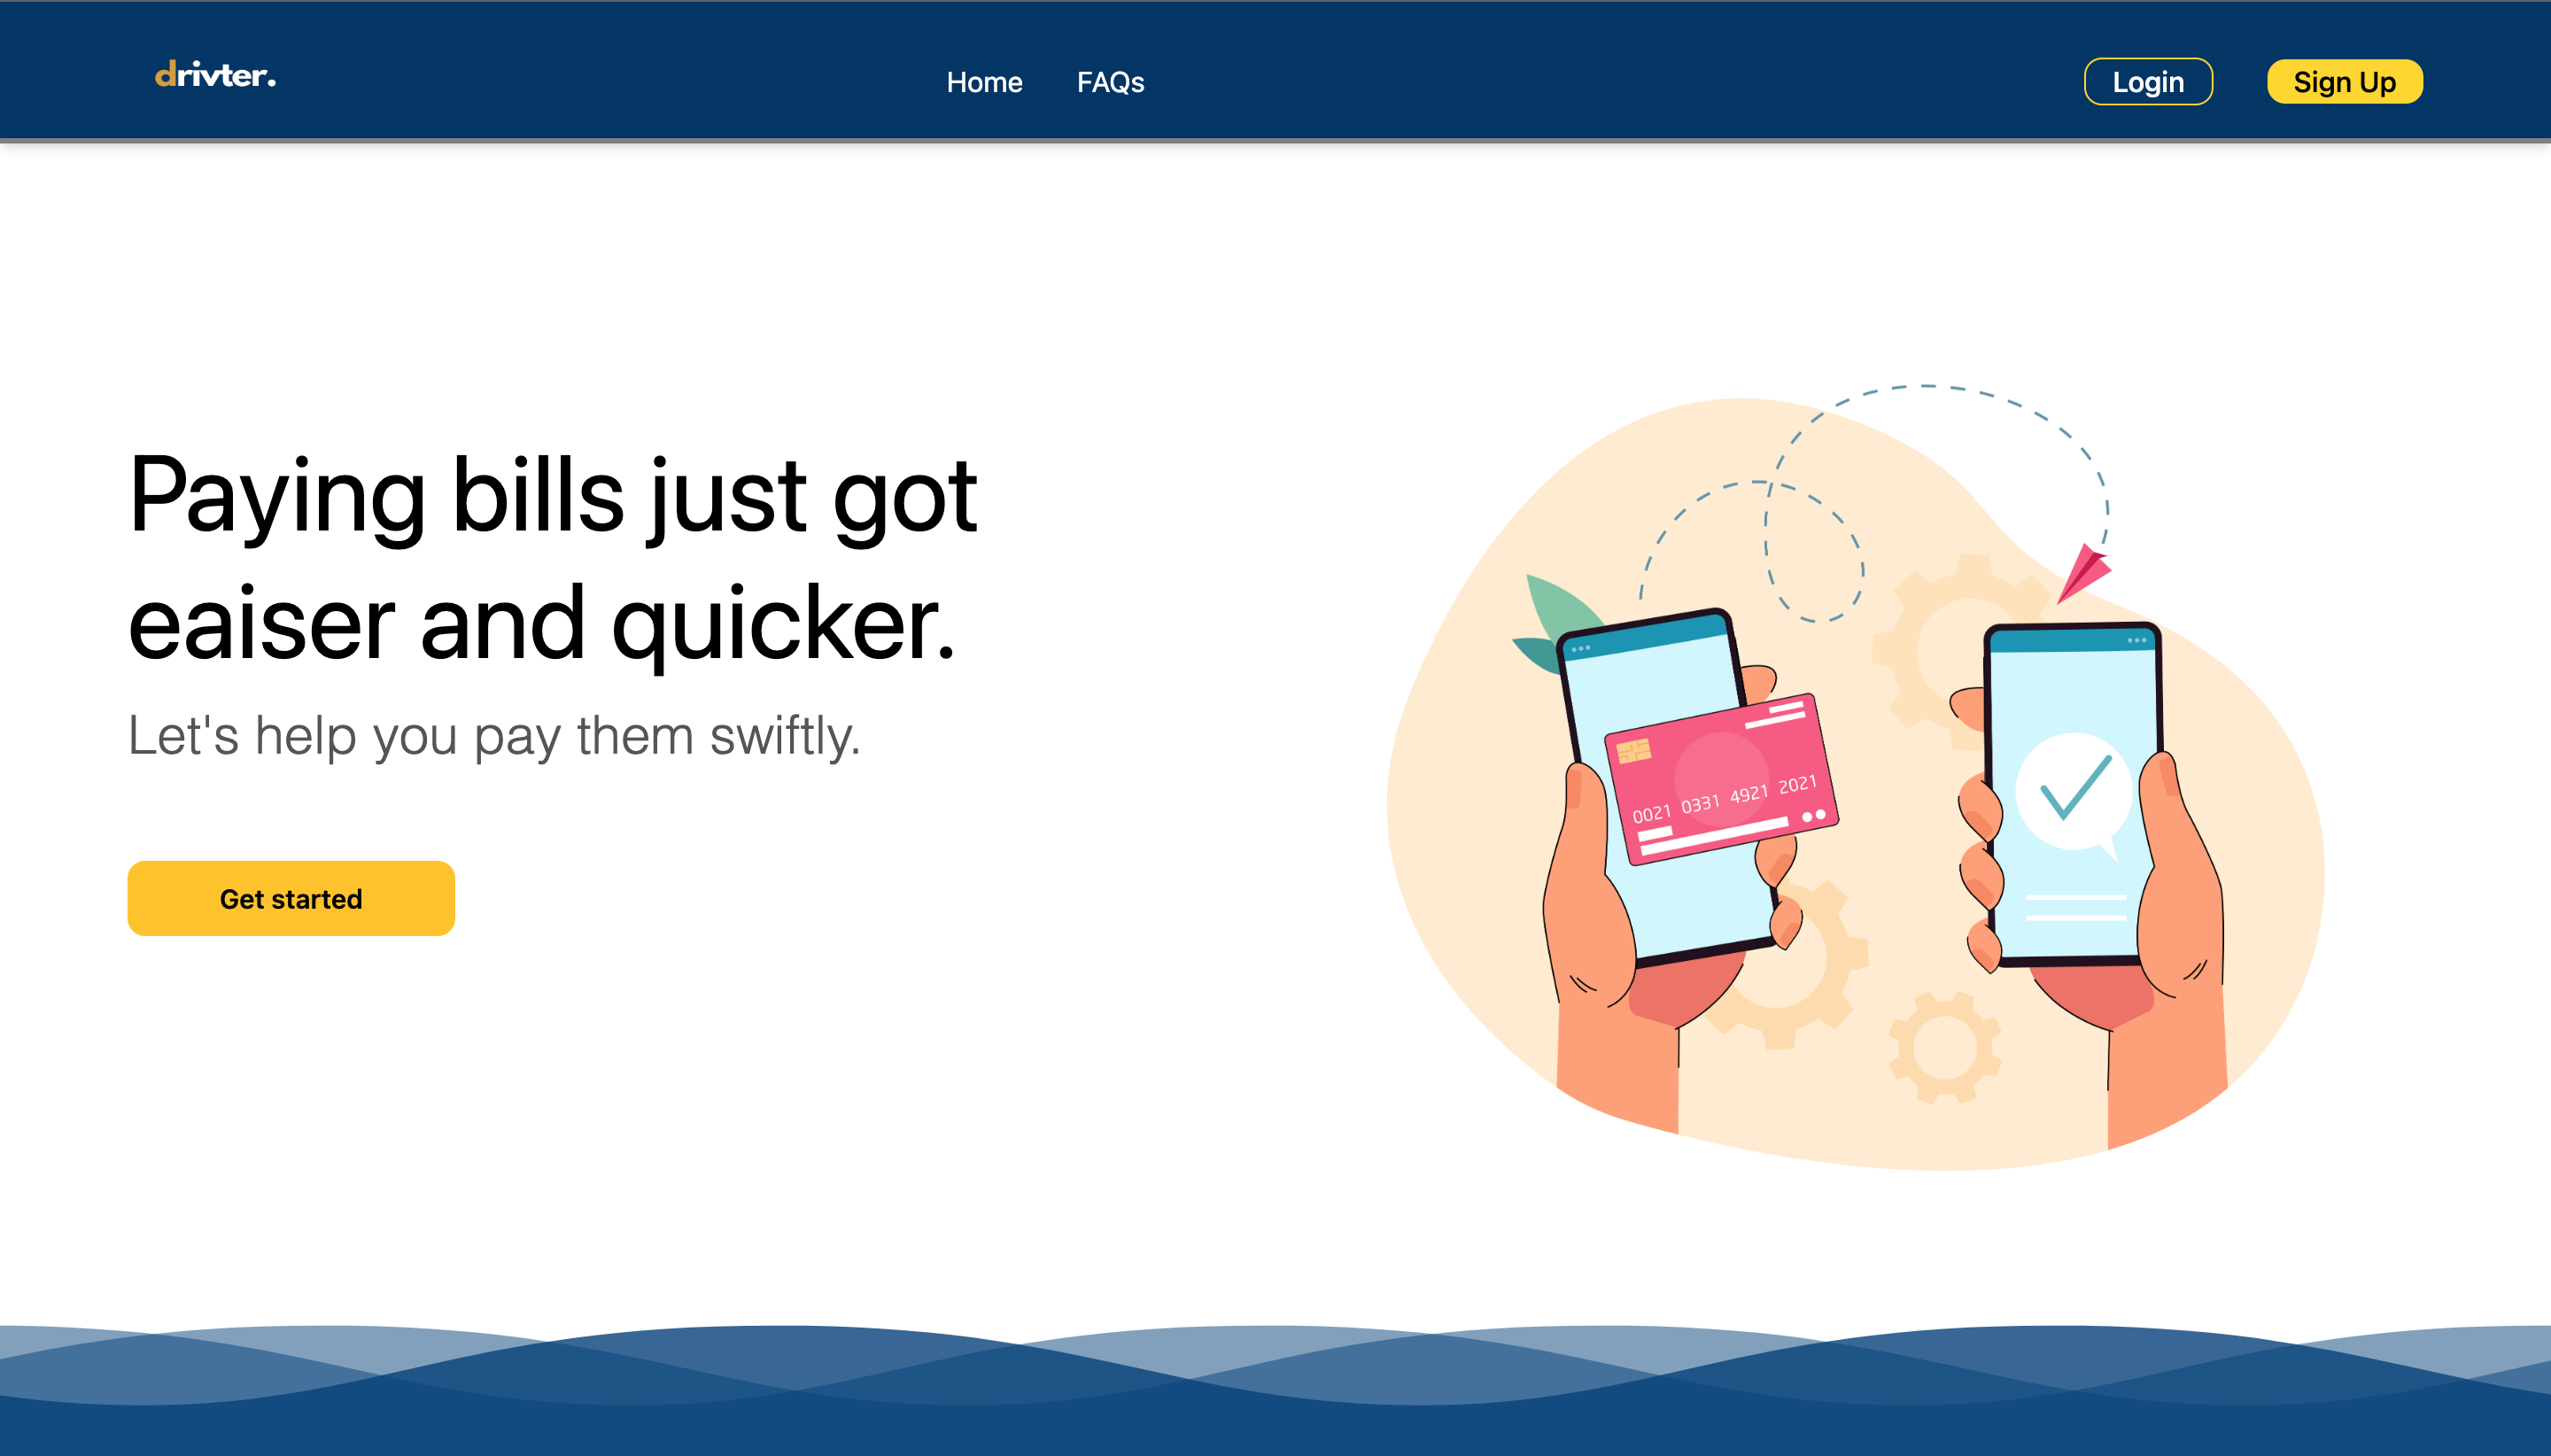 drivter.
Home
FAQs
Login
Sign Up
Paying bills just got
eaiser and quicker.
Let's help you pay them swiftly.
Get started
0021 0331 4921 2021